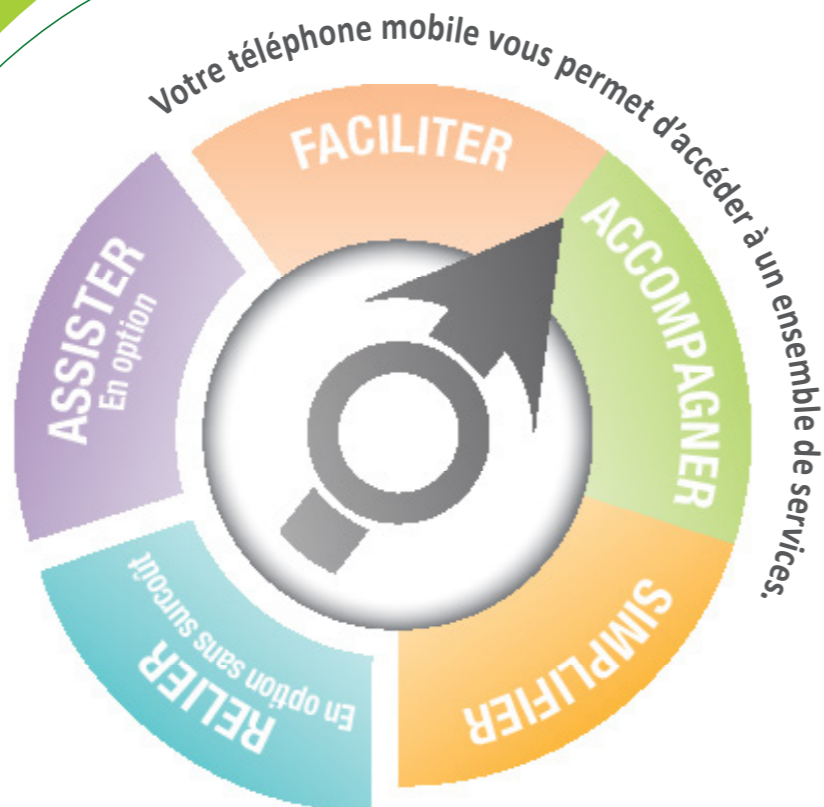 Votre téléphone mobile vous permet d'accéder à un ensemble de services.
FACILITER
ACCOMPAGNER
SIMPLIFIER
RELIER
En option sans surcoût
ASSISTER
En option